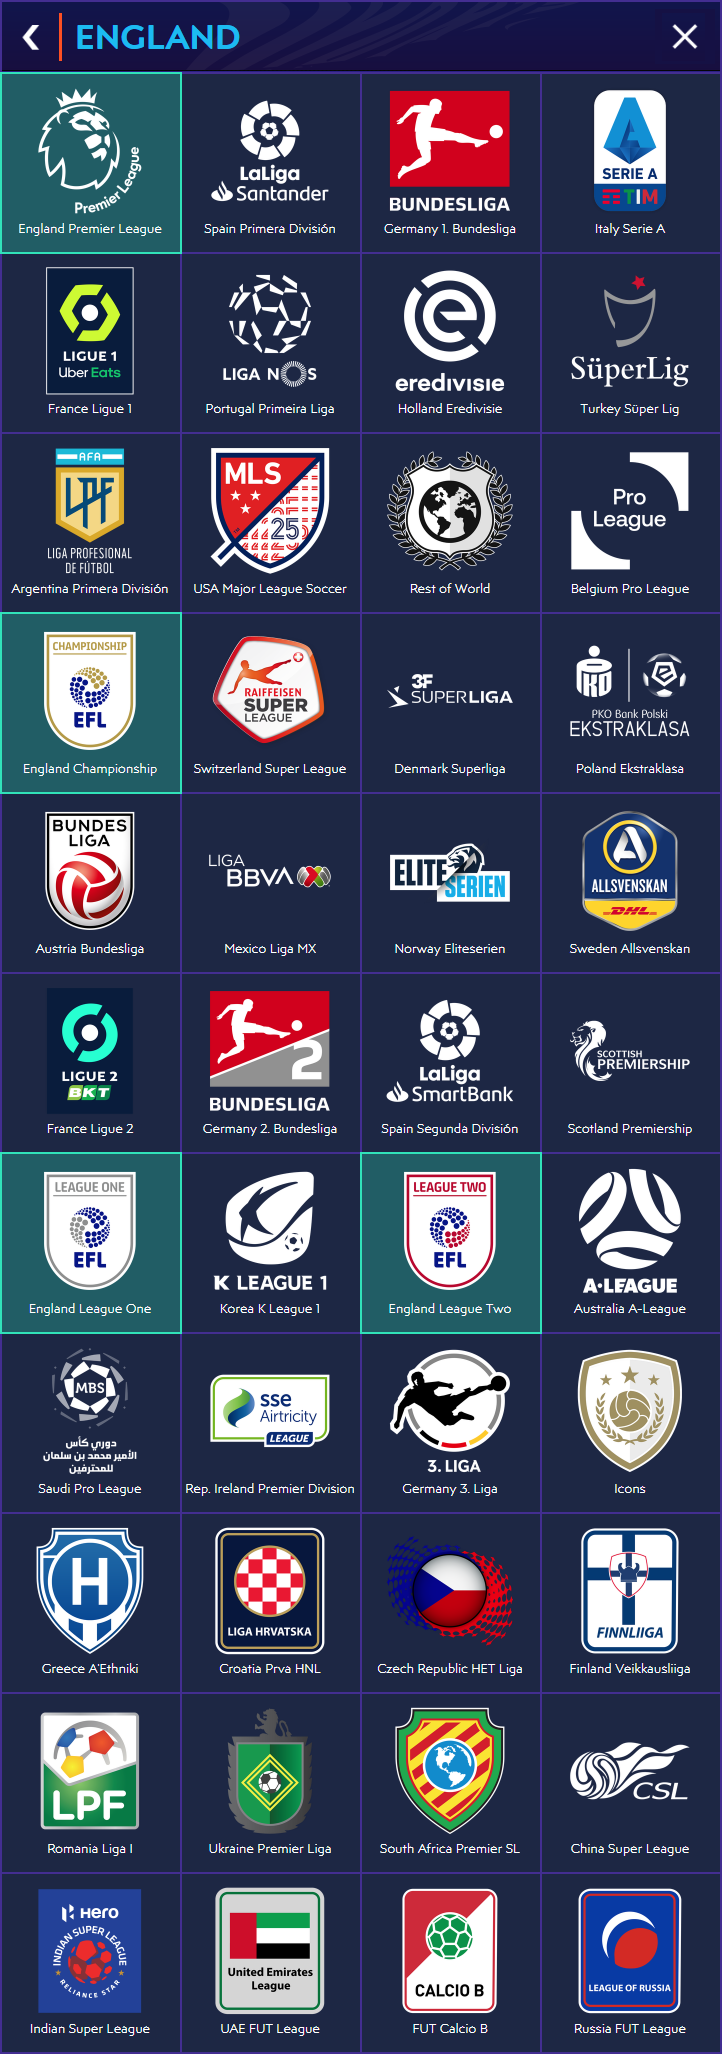 ENGLAND
Premier League
England Premier League
LaLiga
Santander
Spain Primera División
BUNDESLIGA
Germany 1. Bundesliga
SERIE A
TIM
Italy Serie A
LIGUE 1
Uber Eats
France Ligue 1
LIGA NOS
Portugal Primeira Liga
eredivisie
Holland Eredivisie
SüperLig
Turkey Süper Lig
AFA
LPF
LIGA PROFESIONAL
DE FÚTBOL
Argentina Primera División
MLS
25
USA Major League Soccer
Rest of World
Pro
League
Belgium Pro League
CHAMPIONSHIP
EFL
England Championship
RAIFFEISEN
SUPER
LEAGUE
Switzerland Super League
3F
SUPERLIGA
Denmark Superliga
PKO
PKO Bank Polski
EKSTRAKLASA
Poland Ekstraklasa
BUNDES
LIGA
Austria Bundesliga
LIGA
BBVA
Mexico Liga MX
ELITE
SERIEN
Norway Eliteserien
ALLSVENSKAN
DHL
Sweden Allsvenskan
LIGUE 2
BKT
France Ligue 2
2
BUNDESLIGA
Germany 2. Bundesliga
LaLiga
SmartBank
Spain Segunda División
SCOTTISH
PREMIERSHIP
Scotland Premiership
LEAGUE ONE
EFL
England League One
K LEAGUE 1
Korea K League 1
LEAGUE TWO
EFL
England League Two
A-LEAGUE
Australia A-League
MBS
دوري كأس
الأمير محمد بن سلمان
للمحترفين
Saudi Pro League
sse
Airtricity
LEAGUE
Rep. Ireland Premier Division
3. LIGA
Germany 3. Liga
Icons
H
Greece A'Ethniki
LIGA HRVATSKA
Croatia Prva HNL
Czech Republic HET Liga
FINNLIIGA
Finland Veikkausliiga
LPF
Romania Liga I
Ukraine Premier Liga
South Africa Premier SL
CSL
China Super League
Hero
INDIAN SUPER LEAGUE
RELIANCE STAR
Indian Super League
United Emirates
League
UAE FUT League
CALCIO B
FUT Calcio B
LEAGUE OF RUSSIA
Russia FUT League